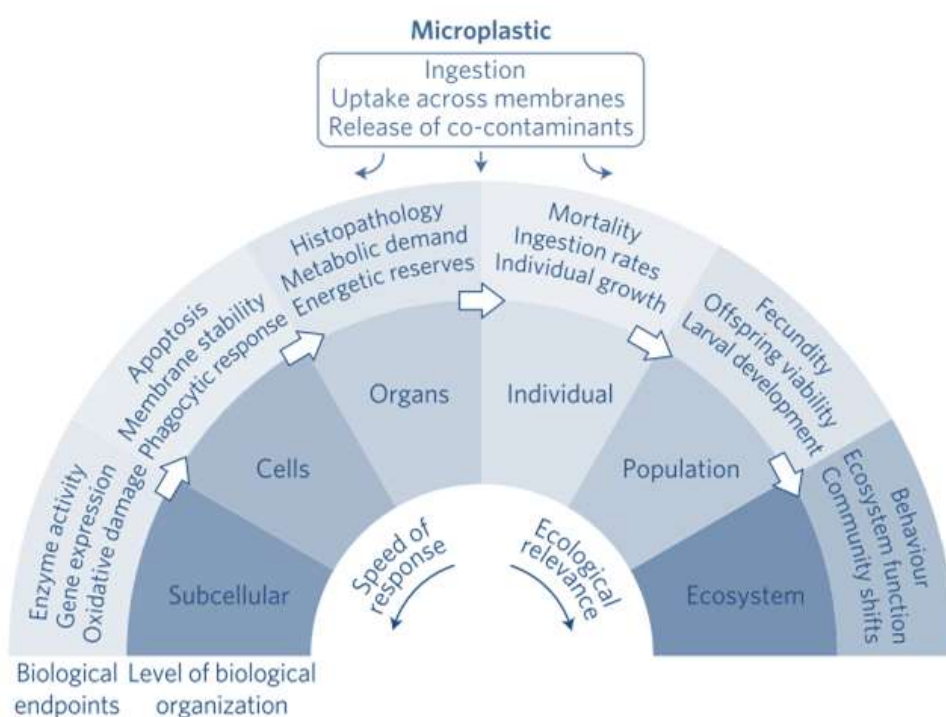 Microplastic
Ingestion
Uptake across membranes
Release of co-contaminants
Enzyme activity
Gene expression
Oxidative damage
Apoptosis
Membrane stability
Phagocytic response
Histopathology
Metabolic demand
Energetic reserves
Mortality
Ingestion rates
Individual growth
Fecundity
Offspring viability
Larval development
Behaviour
Ecosystem function
Community shifts
Subcellular
Cells
Organs
Individual
Population
Ecosystem
Speed of
response
Ecological
relevance
Biological
endpoints
Level of biological
organization